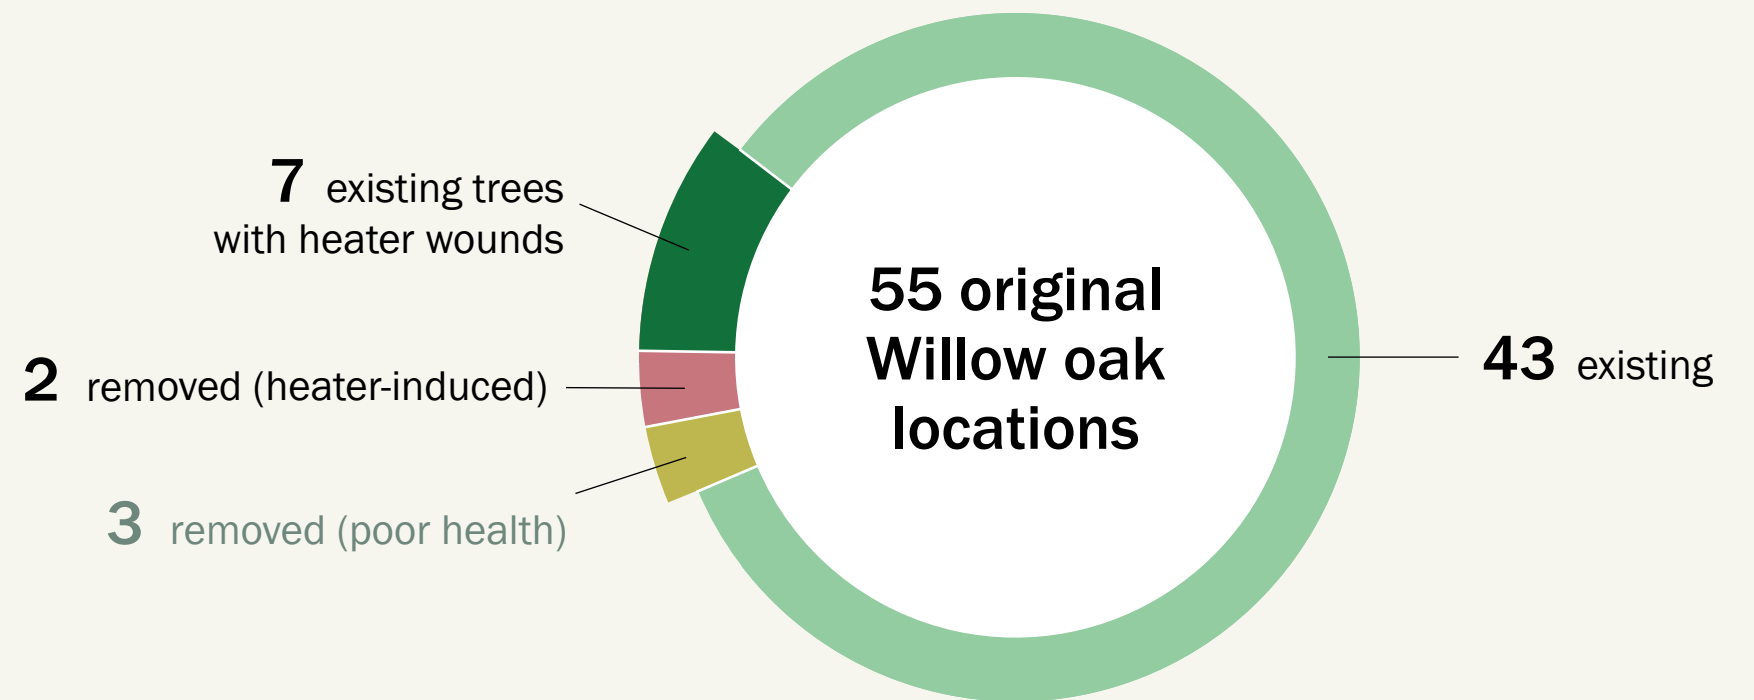 7 existing trees
with heater wounds
2 removed (heater-induced)
3 removed (poor health)
55 original
Willow oak
locations
43 existing